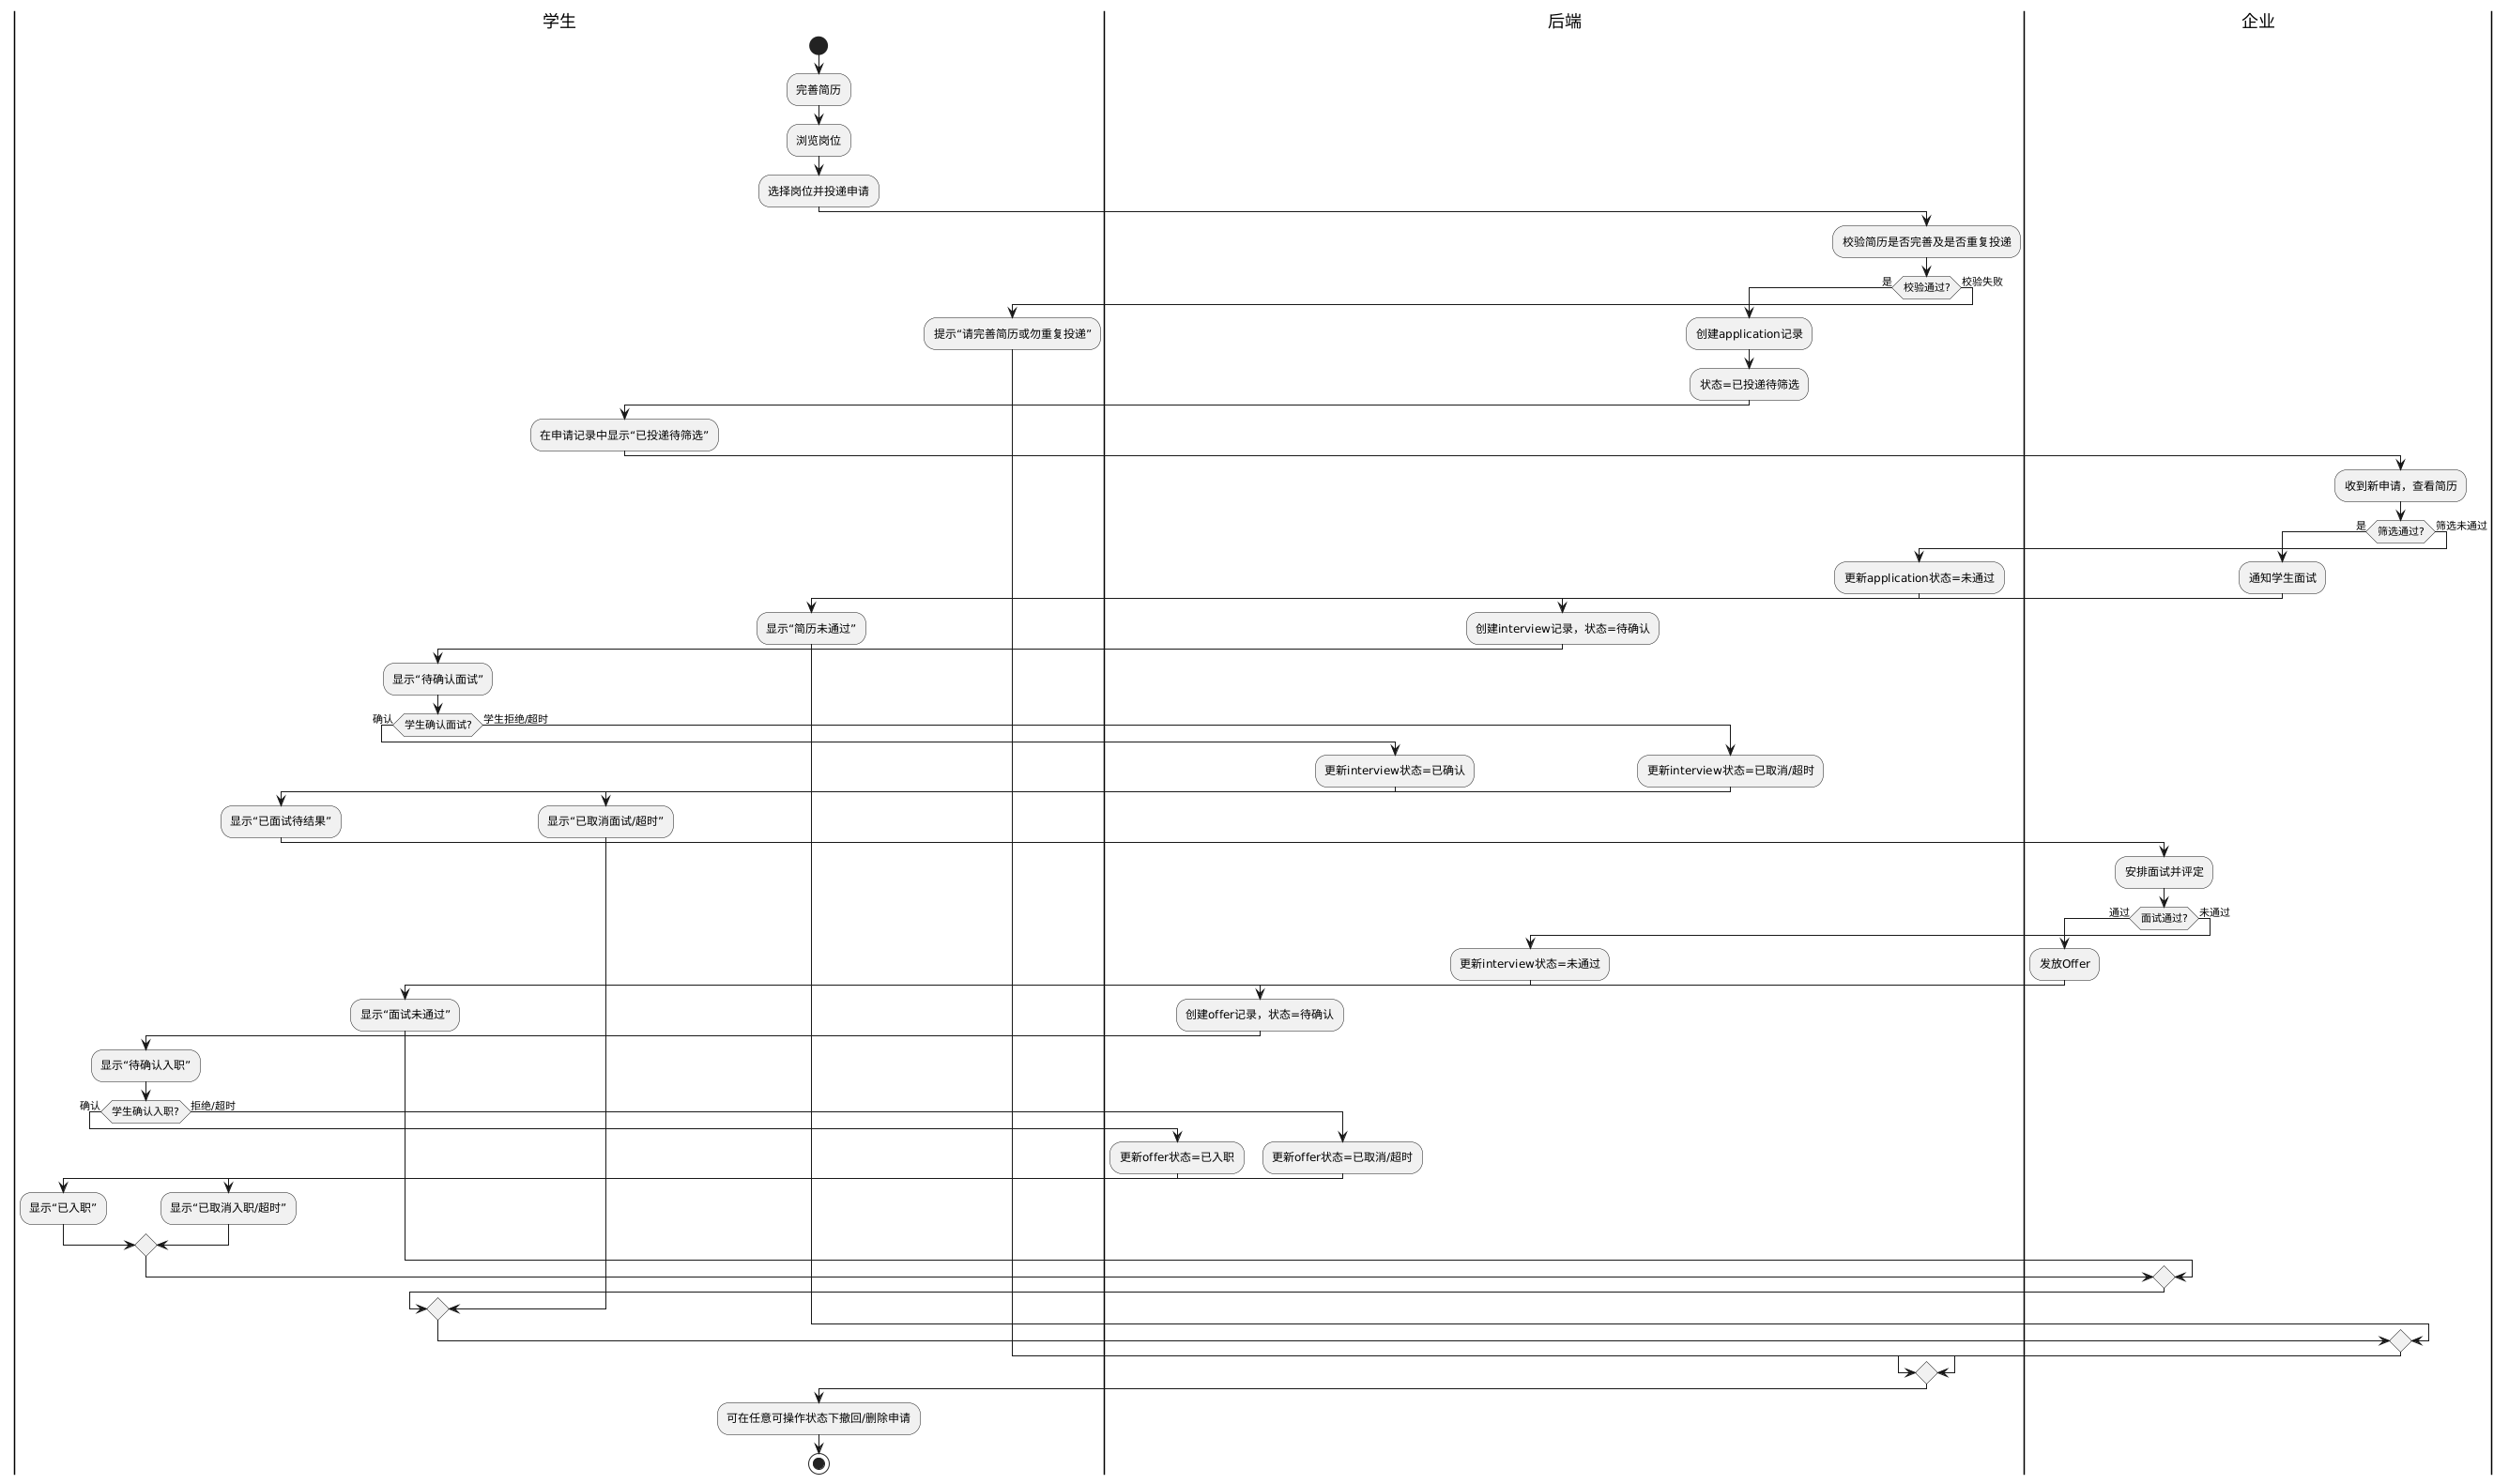 学生
后端
企业
完善简历
浏览岗位
选择岗位并投递申请
校验简历是否完善及是否重复投递
是
校验通过?
校验失败
提示“请完善简历或勿重复投递”
创建application记录
状态=已投递待筛选
在申请记录中显示“已投递待筛选”
收到新申请，查看简历
是
筛选通过?
筛选未通过
更新application状态=未通过
通知学生面试
显示“简历未通过”
创建interview记录，状态=待确认
显示“待确认面试”
确认
学生确认面试?
学生拒绝/超时
更新interview状态=已确认
更新interview状态=已取消/超时
显示“已面试待结果”
显示“已取消面试/超时”
安排面试并评定
通过
面试通过?
未通过
更新interview状态=未通过
发放Offer
显示“面试未通过”
创建offer记录，状态=待确认
显示“待确认入职”
确认
学生确认入职?
拒绝/超时
更新offer状态=已入职
更新offer状态=已取消/超时
显示“已入职”
显示“已取消入职/超时”
可在任意可操作状态下撤回/删除申请